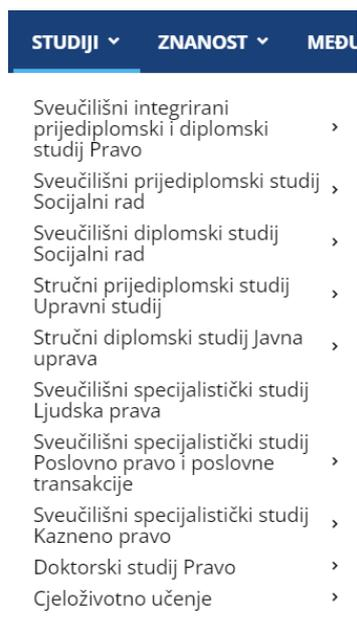 STUDIJI ZNANOST
Sveučilišni integrirani
prijediplomski i diplomski
studij Pravo
Sveučilišni prijediplomski studij
Socijalni rad
Sveučilišni diplomski studij
Socijalni rad
Stručni prijediplomski studij
Upravni studij
Stručni diplomski studij Javna
uprava
Sveučilišni specijalistički studij
Ljudska prava
Sveučilišni specijalistički studij
Poslovno pravo i poslovne
transakcije
Sveučilišni specijalistički studij
Kazneno pravo
Doktorski studij Pravo
Cjeloživotno učenje